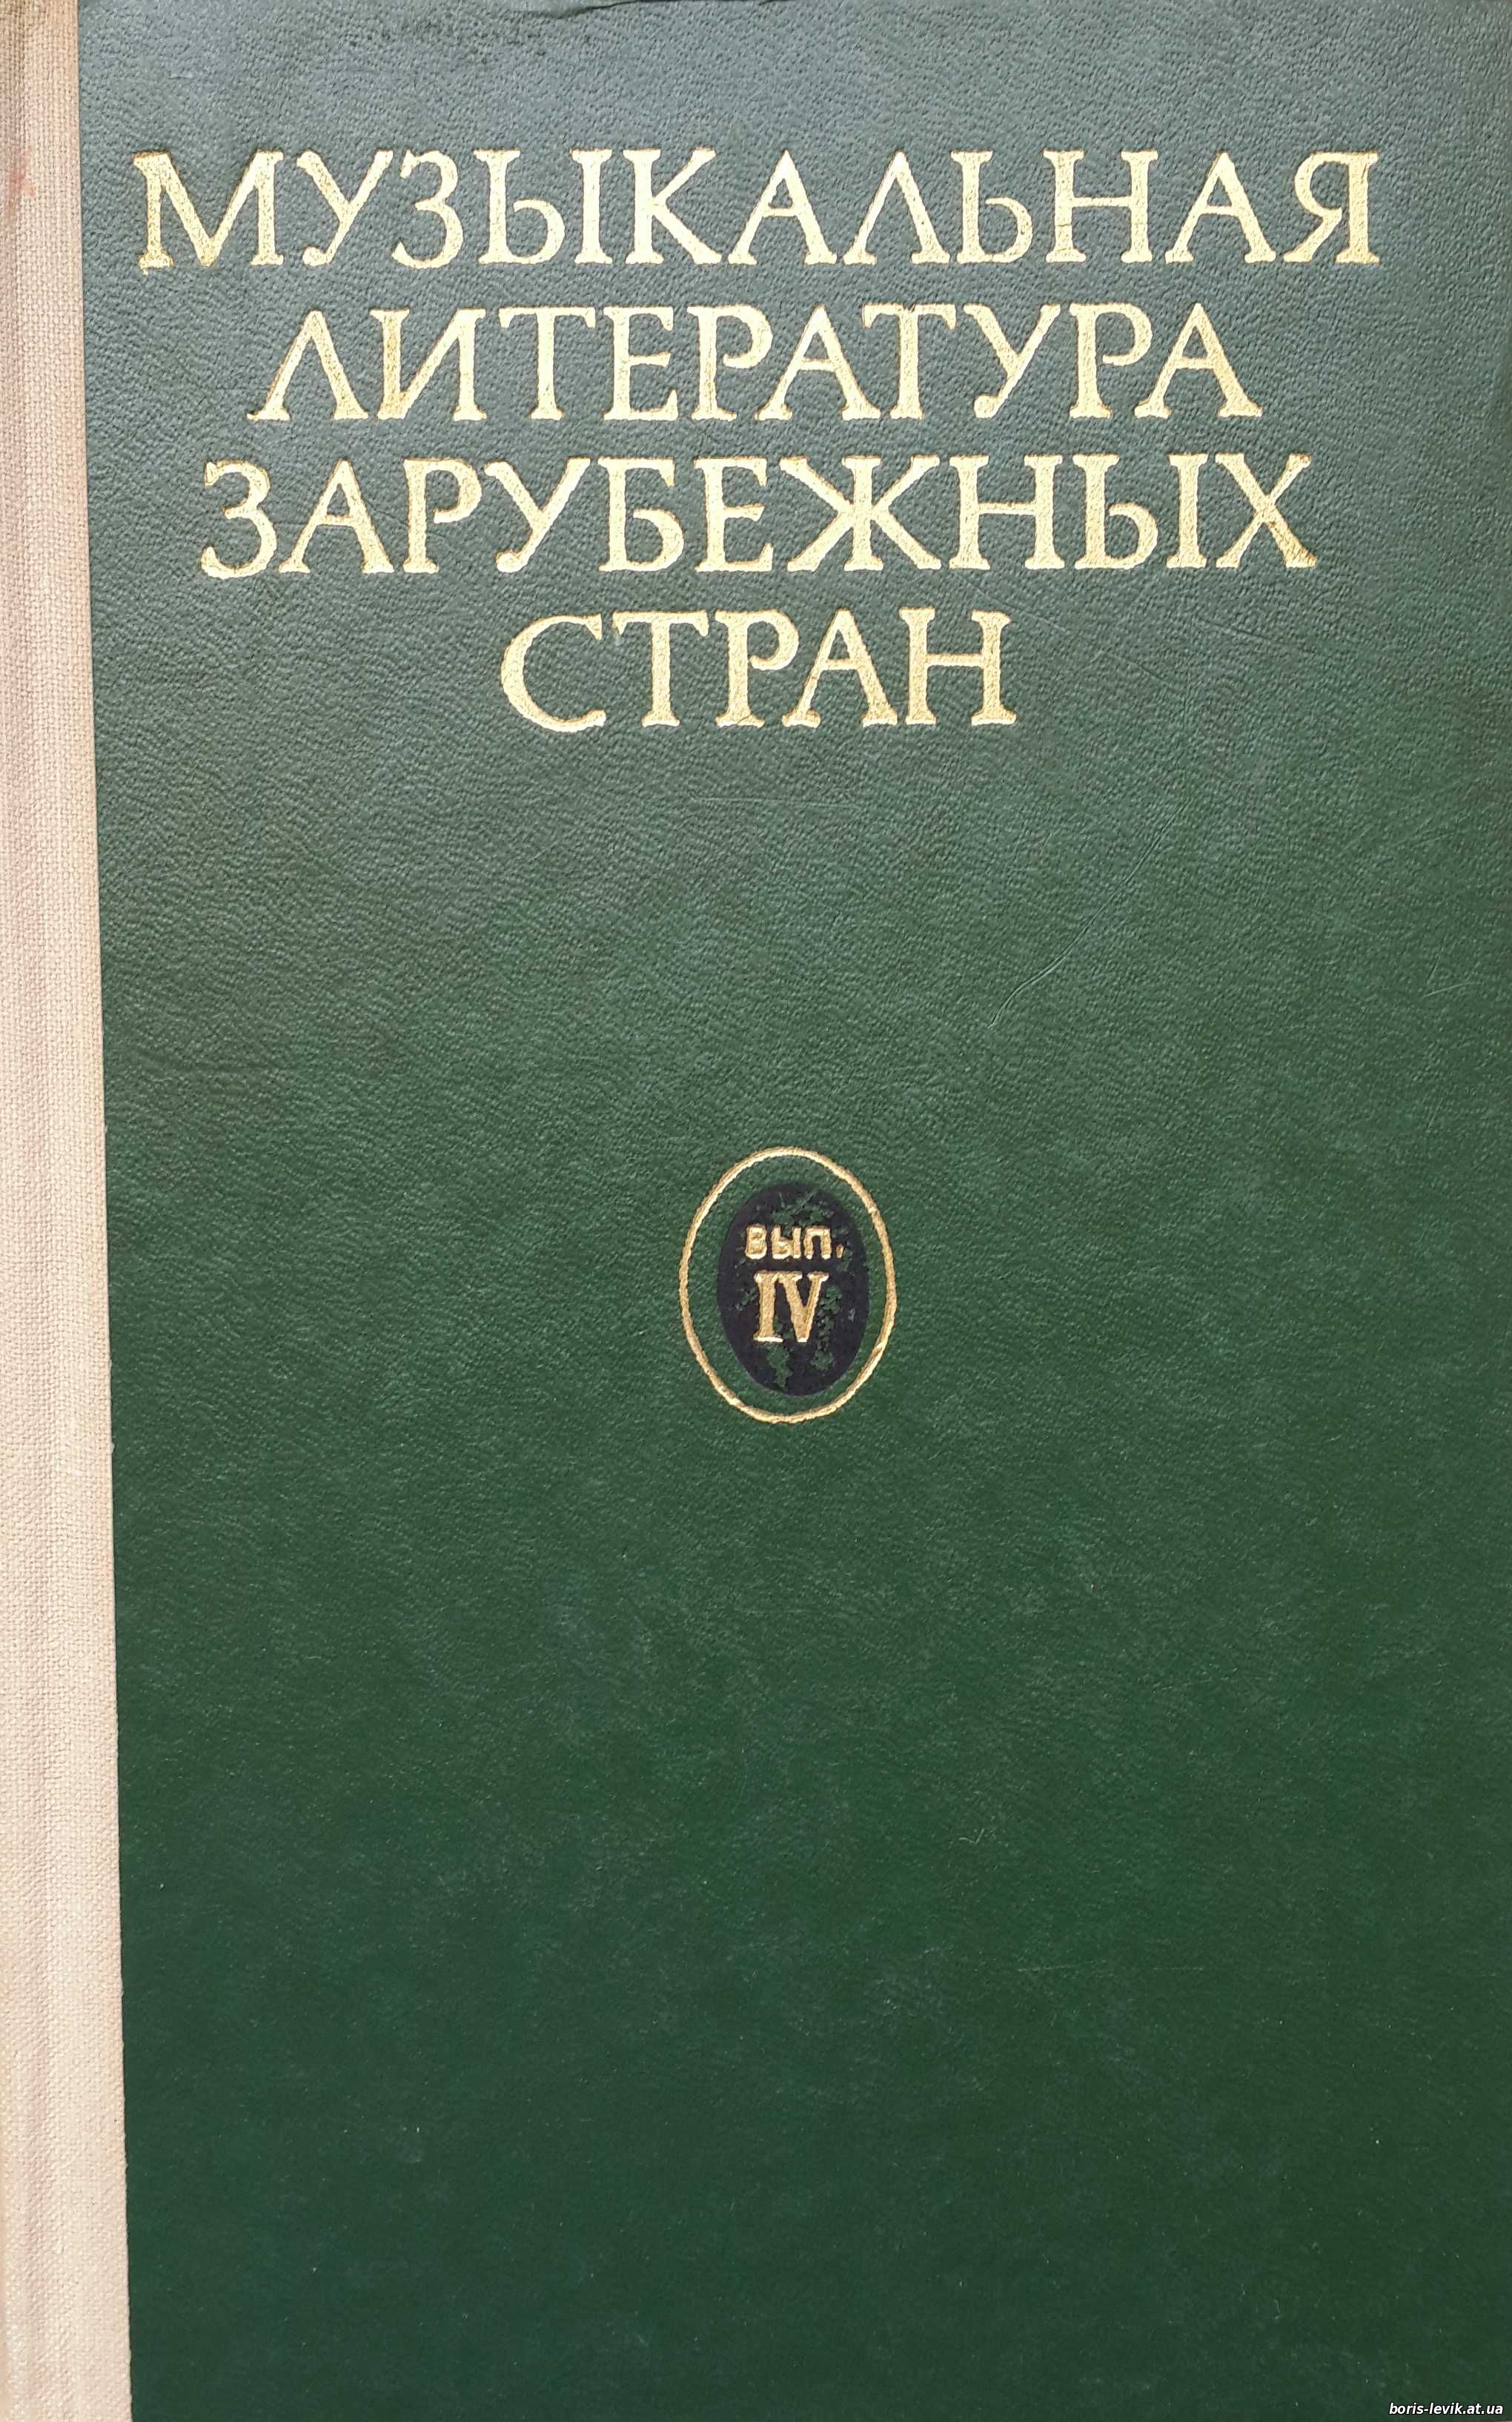 МУЗЫКАЛЬНАЯ
ЛИТЕРАТУРА
ЗАРУБЕЖНЫХ
СТРАН
ВЫП.
IV
boris-levik.at.ua